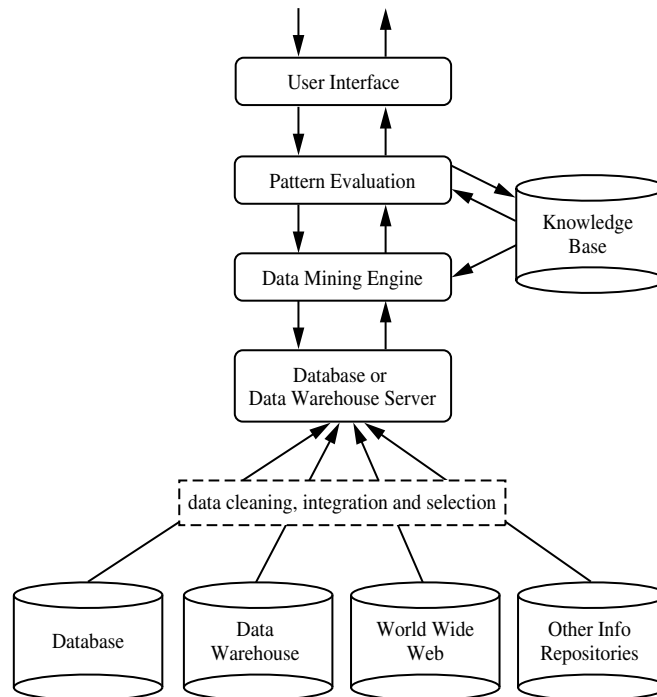 User Interface
Pattern Evaluation
Knowledge
Base
Data Mining Engine
Database or
Data Warehouse Server
data cleaning, integration and selection
Database
Data
Warehouse
World Wide
Web
Other Info
Repositories